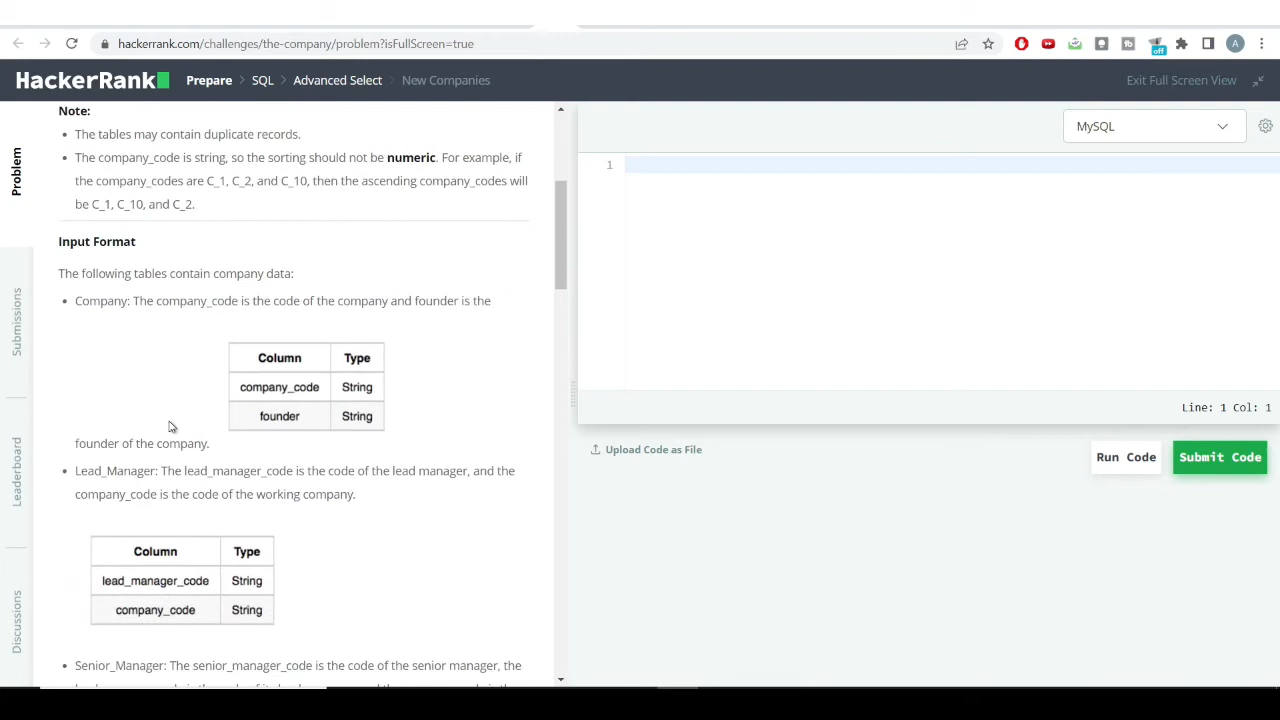 hackerrank.com/challenges/the-company/problem?isFullScreen=true
off
A
HackerRank
Prepare > SQL > Advanced Select > New Companies
Exit Full Screen View
Problem
Submissions
Leaderboard
Discussions
Note:
• The tables may contain duplicate records.
• The company_code is string, so the sorting should not be numeric. For example, if
the company_codes are C_1, C_2, and C_10, then the ascending company_codes will
be C_1, C_10, and C_2.
Input Format
The following tables contain company data:
• Company: The company_code is the code of the company and founder is the
Column Type
company_code String
founder String
founder of the company.
• Lead_Manager: The lead_manager_code is the code of the lead manager, and the
company_code is the code of the working company.
Column Type
lead_manager_code String
company_code String
• Senior_Manager: The senior_manager_code is the code of the senior manager, the
MySQL
1
Line: 1 Col: 1
Upload Code as File
Run Code
Submit Code